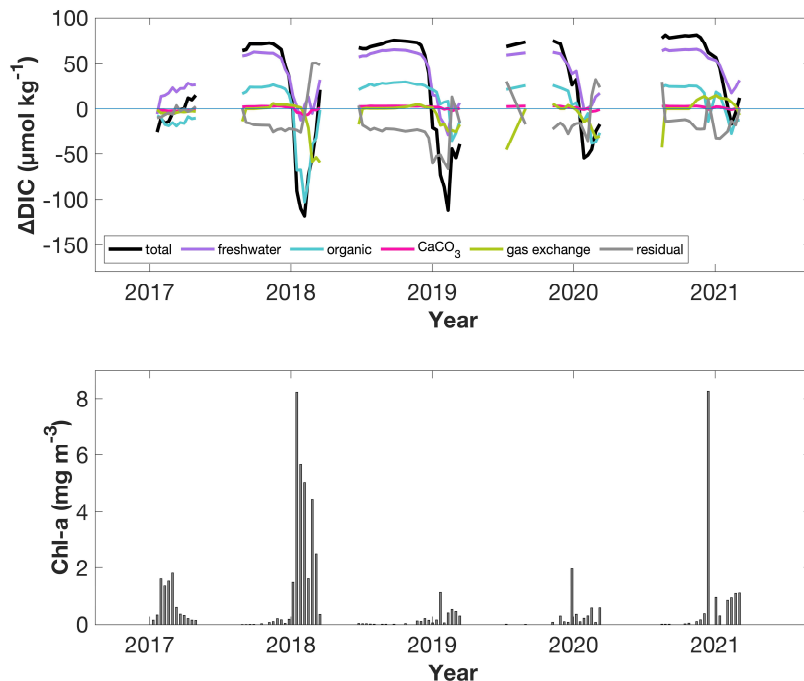 100
50
0
-50
-100
-150
ΔDIC (μmol kg⁻¹)
total freshwater organic CaCO₃ gas exchange residual
2017 2018 2019 2020 2021
Year
8
6
4
2
0
Chl-a (mg m⁻³)
2017 2018 2019 2020 2021
Year